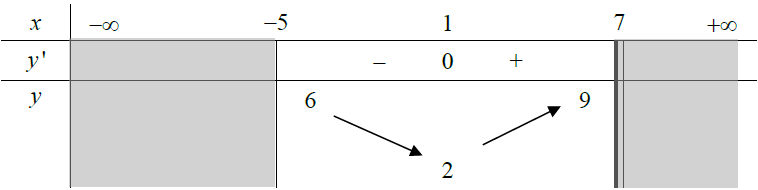 x –∞ –5 1 7 +∞
y' – 0 +
y 6 9
2